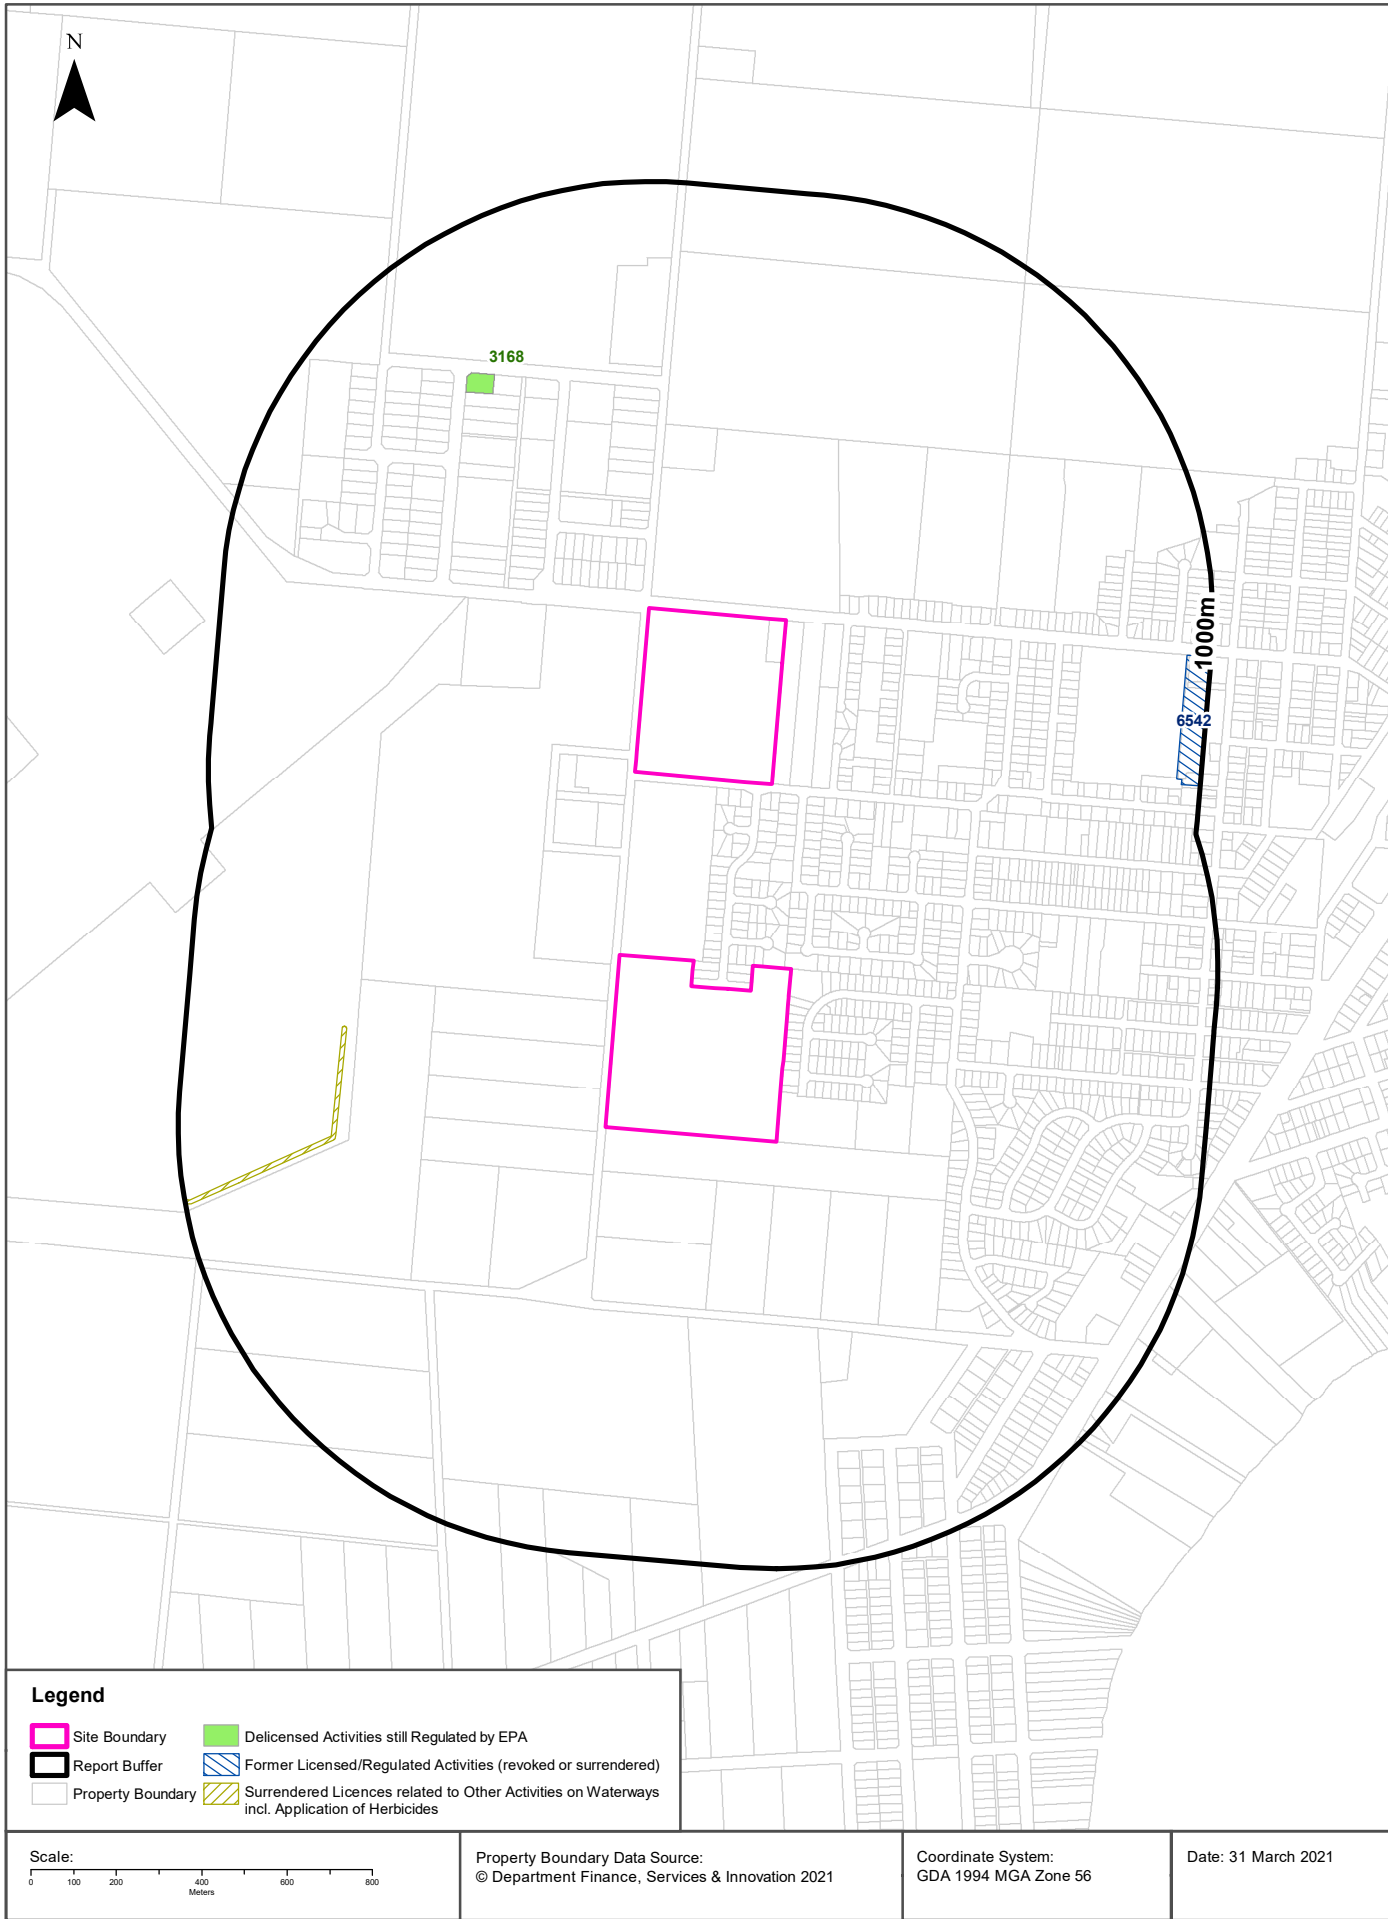 N
3168
1000m
6542
Legend
Site Boundary
Report Buffer
Property Boundary
Delicensed Activities still Regulated by EPA
Former Licensed/Regulated Activities (revoked or surrendered)
Surrendered Licences related to Other Activities on Waterways
incl. Application of Herbicides
Scale:
0 100 200 400 600 800
Meters
Property Boundary Data Source:
© Department Finance, Services & Innovation 2021
Coordinate System:
GDA 1994 MGA Zone 56
Date: 31 March 2021